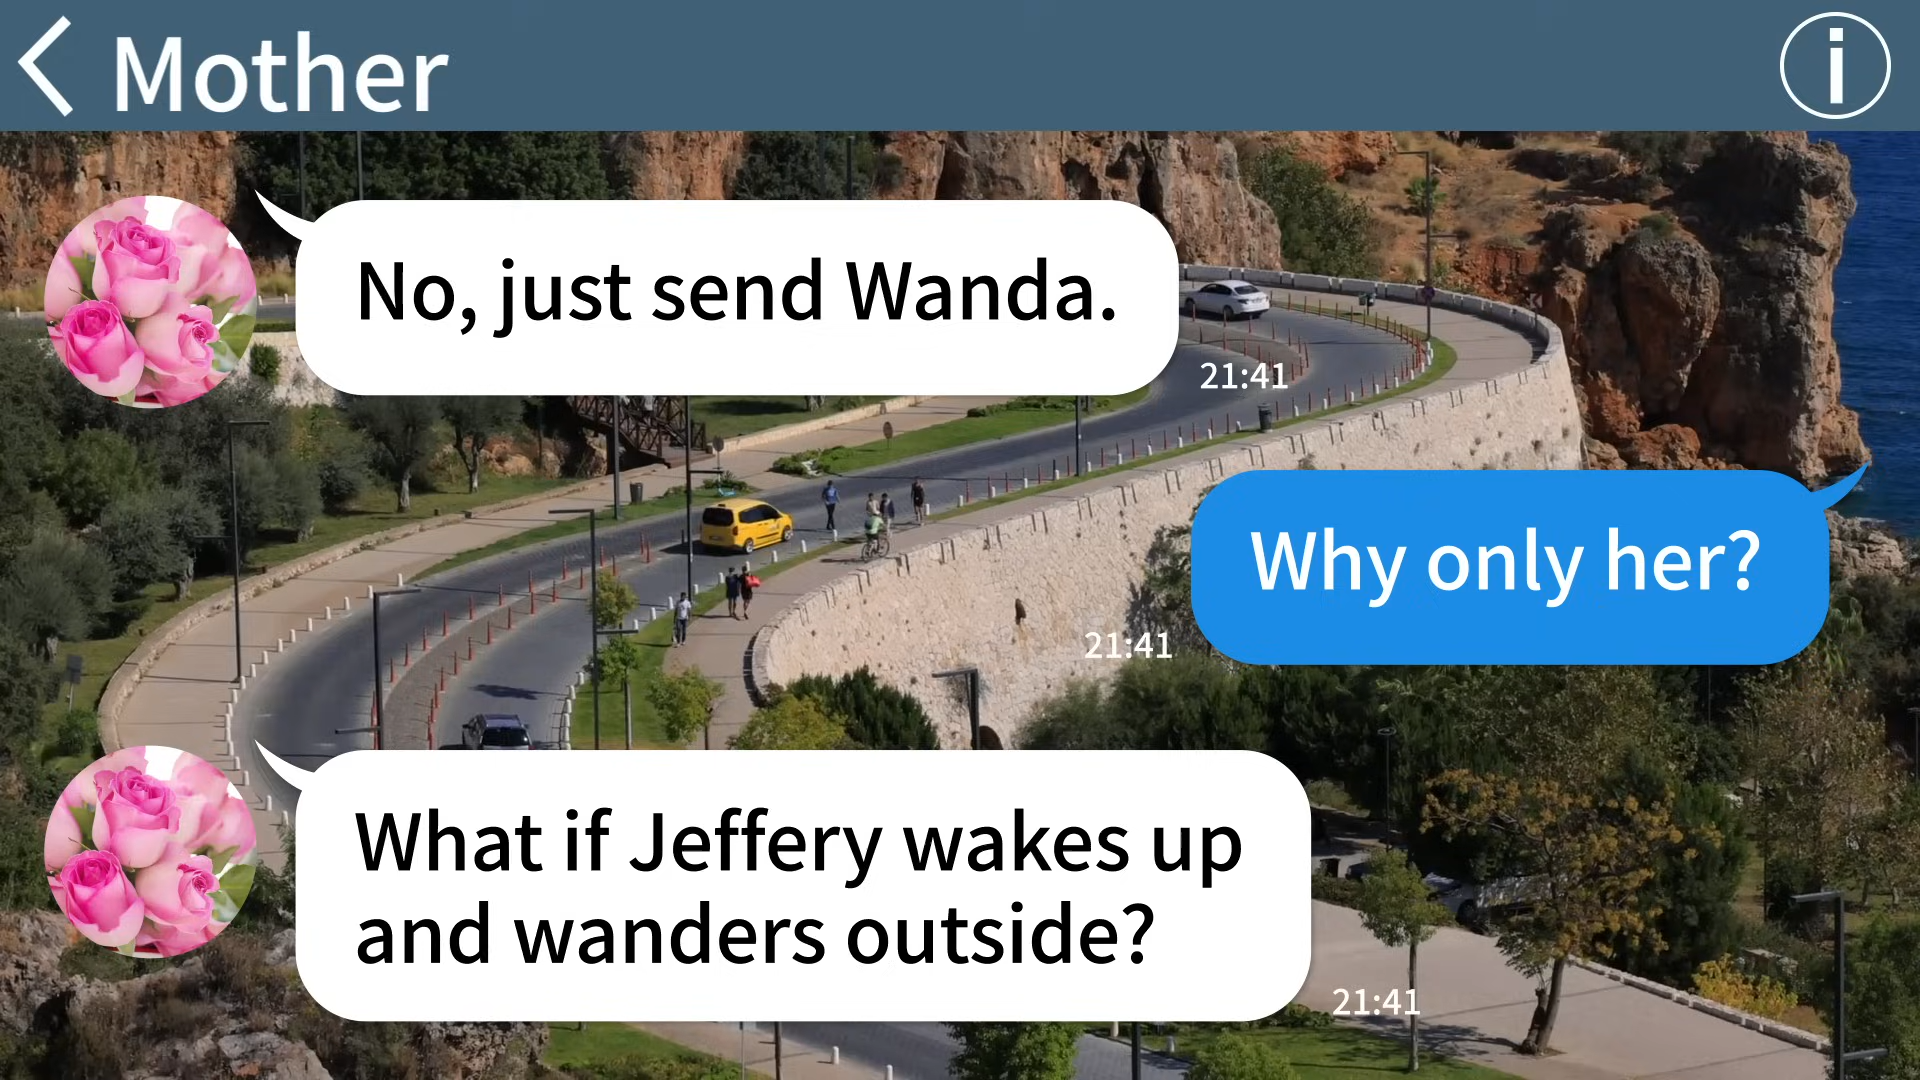 Mother
No, just send Wanda.
21:41
Why only her?
21:41
What if Jeffery wakes up
and wanders outside?
21:41